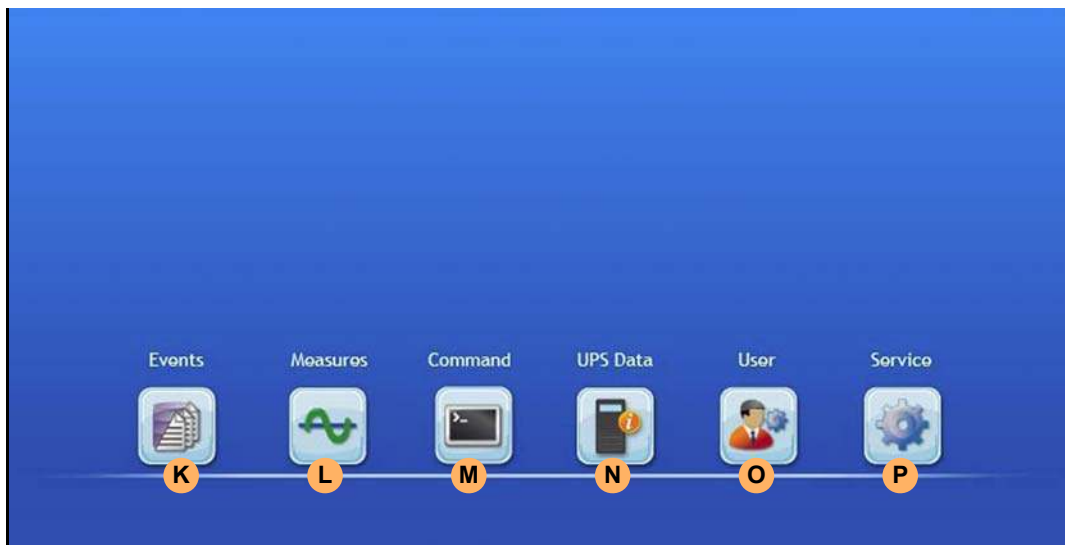 Events Measures Command UPS Data User Service
>_ i
K L M N O P